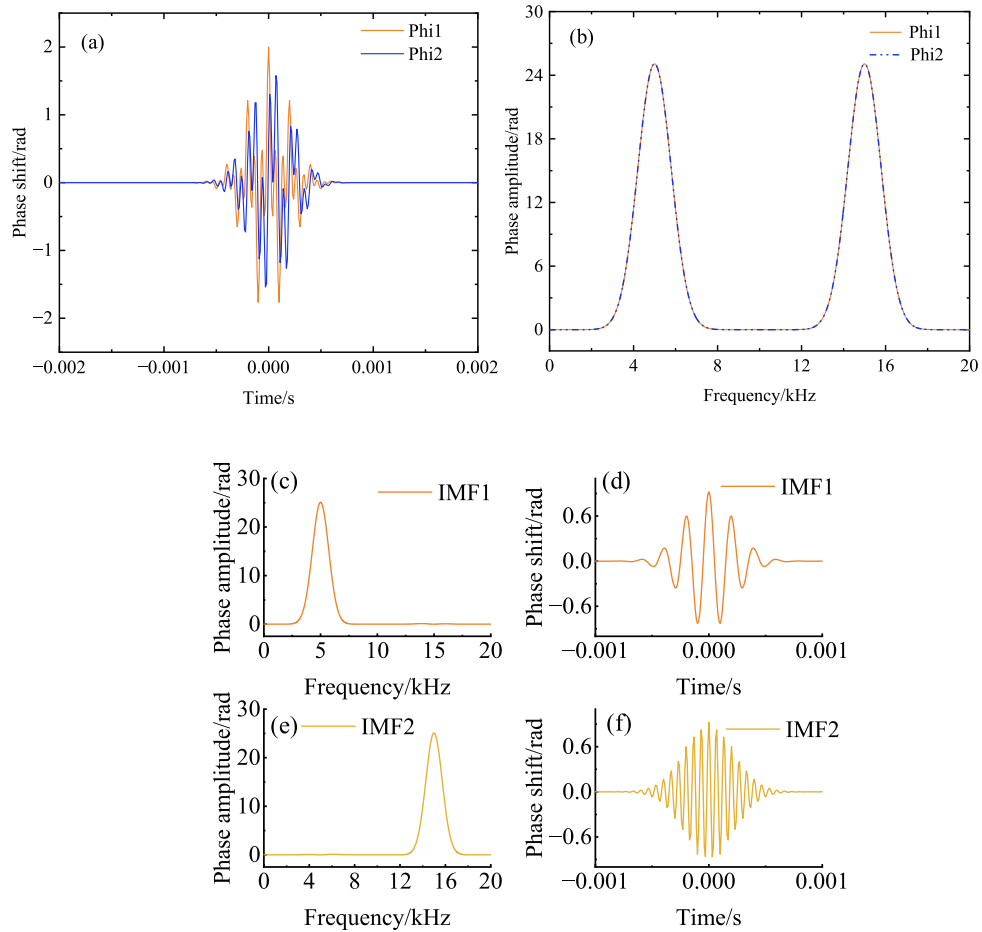 (a)
Phi1
Phi2
2
1
0
−1
−2
Phase shift/rad
−0.002
−0.001
0.000
0.001
0.002
Time/s
(b)
Phi1
Phi2
30
24
18
12
6
0
Phase amplitude/rad
0
4
8
12
16
20
Frequency/kHz
(c)
IMF1
30
20
10
0
Phase amplitude/rad
0
5
10
15
20
Frequency/kHz
(d)
IMF1
0.6
0.0
−0.6
Phase shift/rad
−0.001
0.000
0.001
Time/s
(e)
IMF2
30
20
10
0
Phase amplitude/rad
0
4
8
12
16
20
Frequency/kHz
(f)
IMF2
0.6
0.0
−0.6
Phase shift/rad
−0.001
0.000
0.001
Time/s